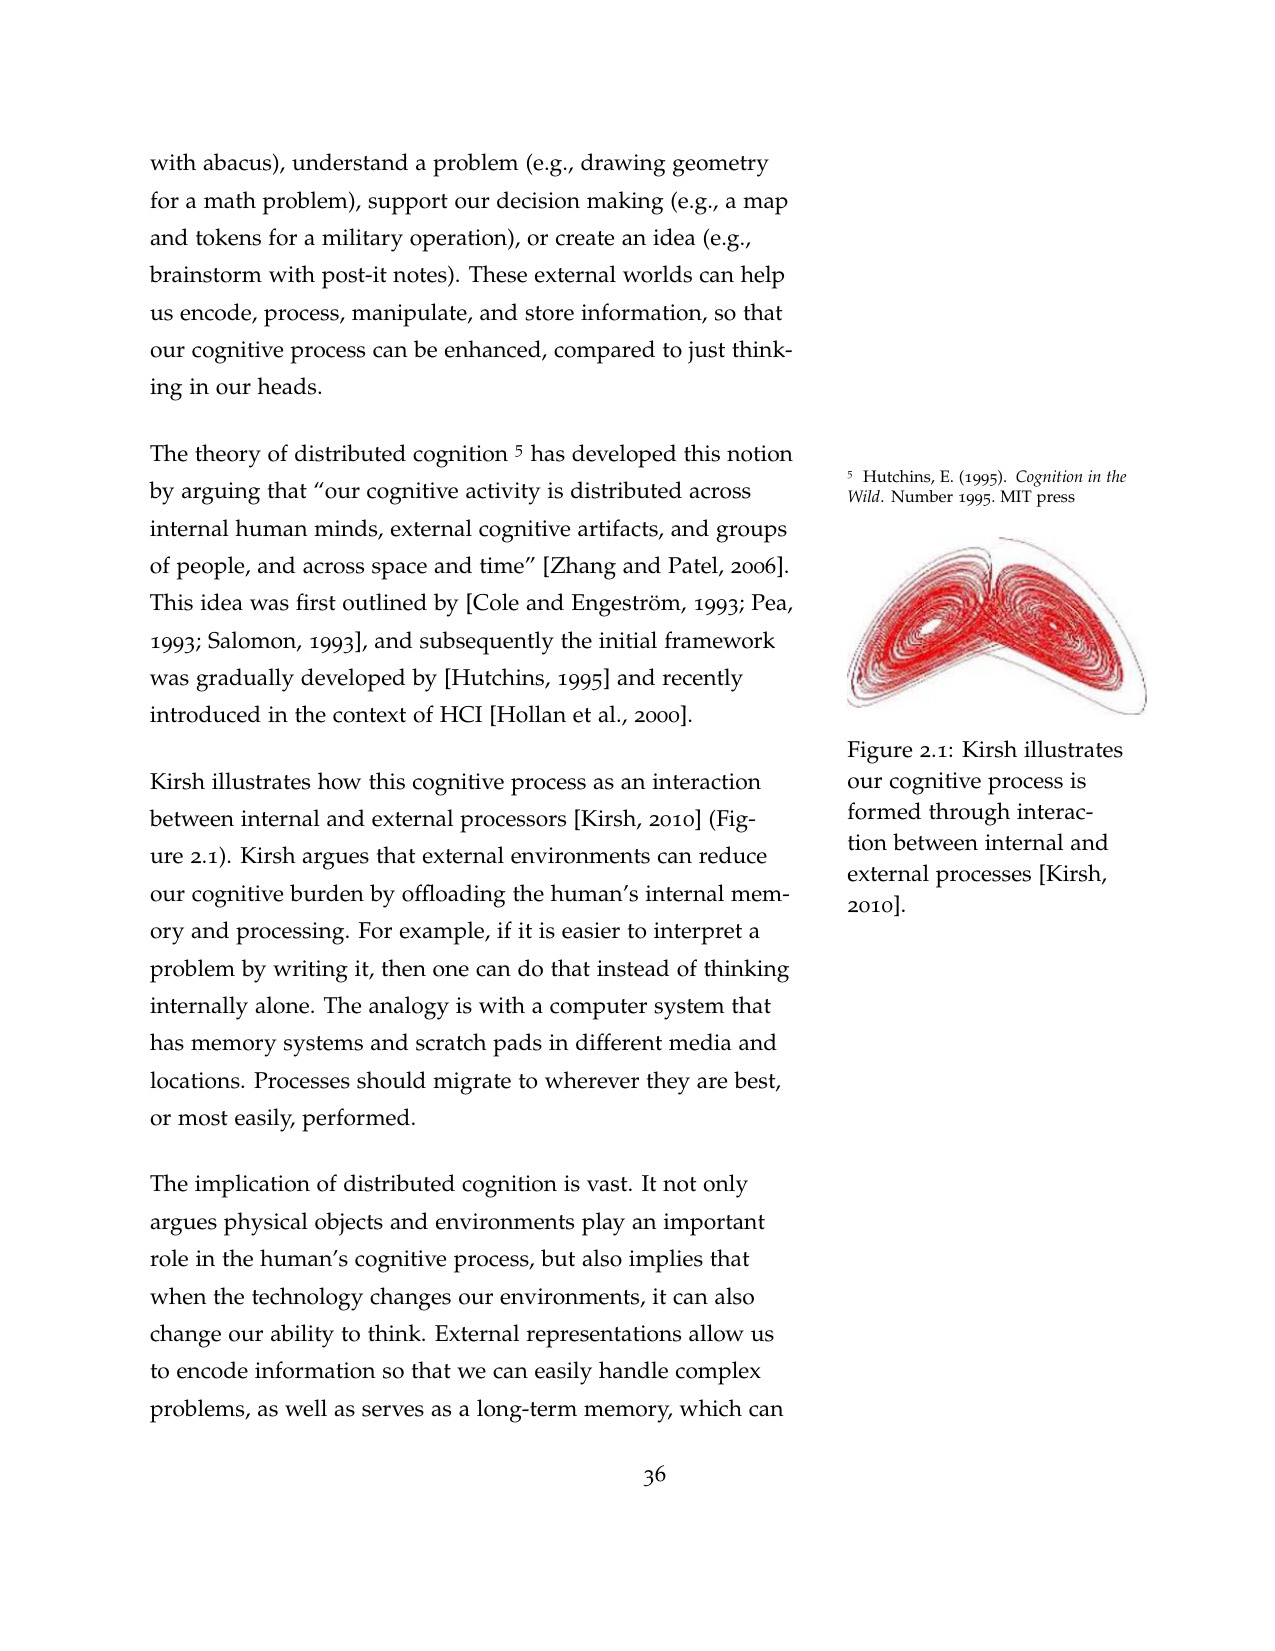 with abacus), understand a problem (e.g., drawing geometry
for a math problem), support our decision making (e.g., a map
and tokens for a military operation), or create an idea (e.g.,
brainstorm with post-it notes). These external worlds can help
us encode, process, manipulate, and store information, so that
our cognitive process can be enhanced, compared to just think-
ing in our heads.
The theory of distributed cognition 5 has developed this notion
by arguing that “our cognitive activity is distributed across
internal human minds, external cognitive artifacts, and groups
of people, and across space and time” [Zhang and Patel, 2006].
This idea was first outlined by [Cole and Engeström, 1993; Pea,
1993; Salomon, 1993], and subsequently the initial framework
was gradually developed by [Hutchins, 1995] and recently
introduced in the context of HCI [Hollan et al., 2000].
Kirsh illustrates how this cognitive process as an interaction
between internal and external processors [Kirsh, 2010] (Fig-
ure 2.1). Kirsh argues that external environments can reduce
our cognitive burden by offloading the human’s internal mem-
ory and processing. For example, if it is easier to interpret a
problem by writing it, then one can do that instead of thinking
internally alone. The analogy is with a computer system that
has memory systems and scratch pads in different media and
locations. Processes should migrate to wherever they are best,
or most easily, performed.
The implication of distributed cognition is vast. It not only
argues physical objects and environments play an important
role in the human’s cognitive process, but also implies that
when the technology changes our environments, it can also
change our ability to think. External representations allow us
to encode information so that we can easily handle complex
problems, as well as serves as a long-term memory, which can
5 Hutchins, E. (1995). Cognition in the
Wild. Number 1995. MIT press
Figure 2.1: Kirsh illustrates
our cognitive process is
formed through interac-
tion between internal and
external processes [Kirsh,
2010].
36